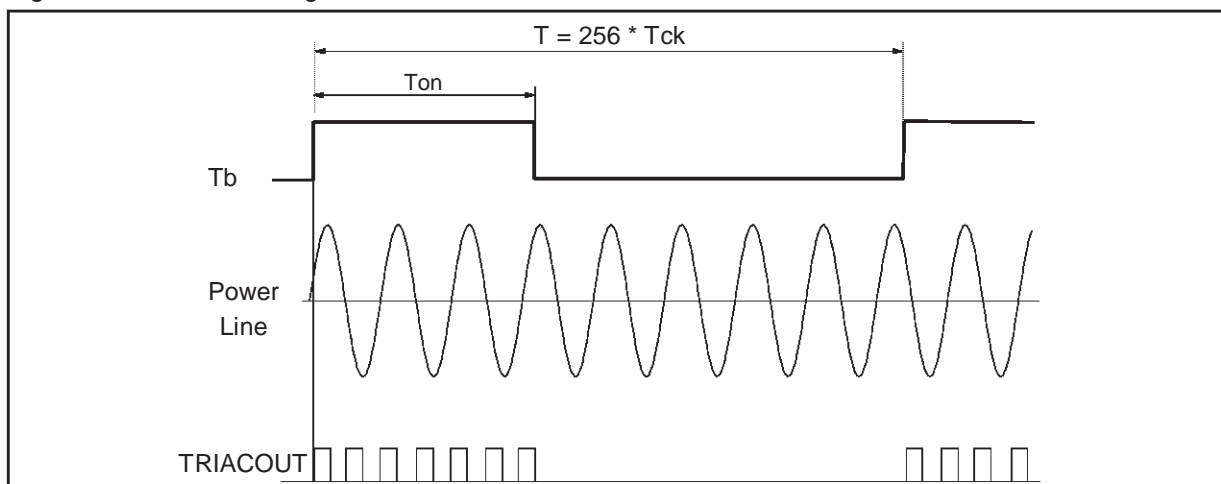 T = 256 * Tck
Ton
Tb
Power
Line
TRIACOUT